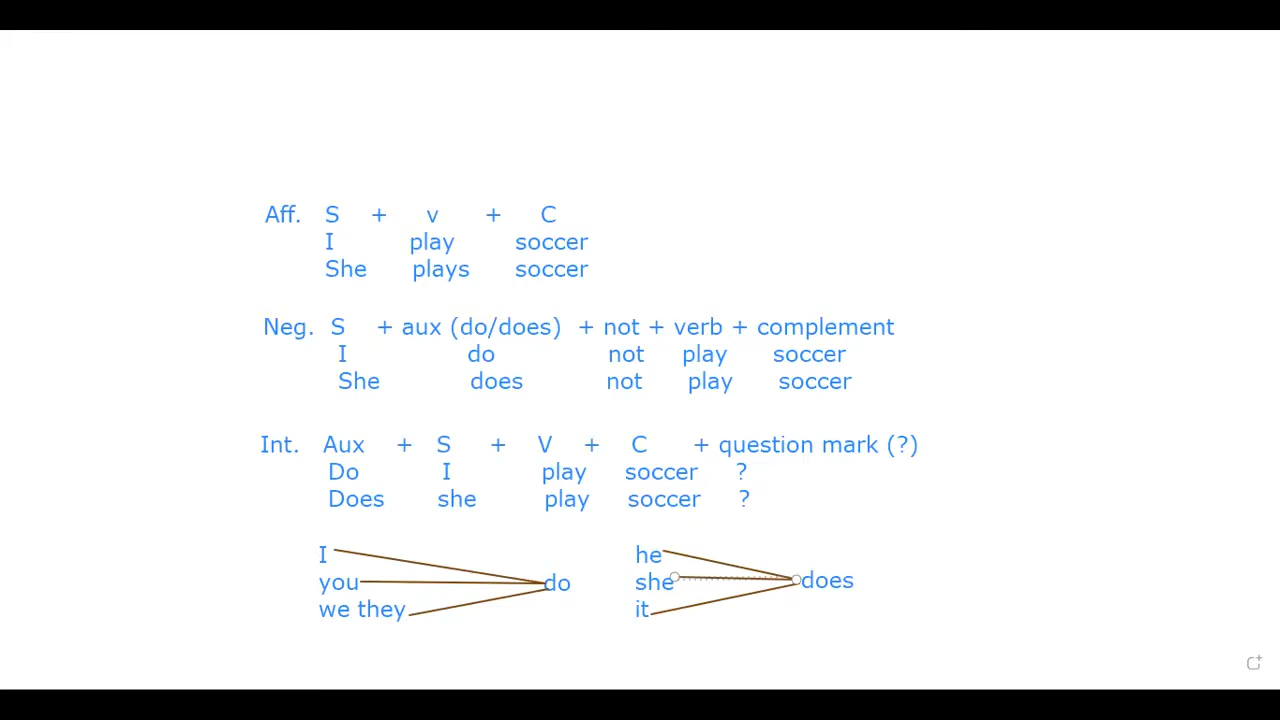 Aff. S + v + C
I play soccer
She plays soccer
Neg. S + aux (do/does) + not + verb + complement
I do not play soccer
She does not play soccer
Int. Aux + S + V + C + question mark (?)
Do I play soccer ?
Does she play soccer ?
I
you
we they
do
he
she
it
does